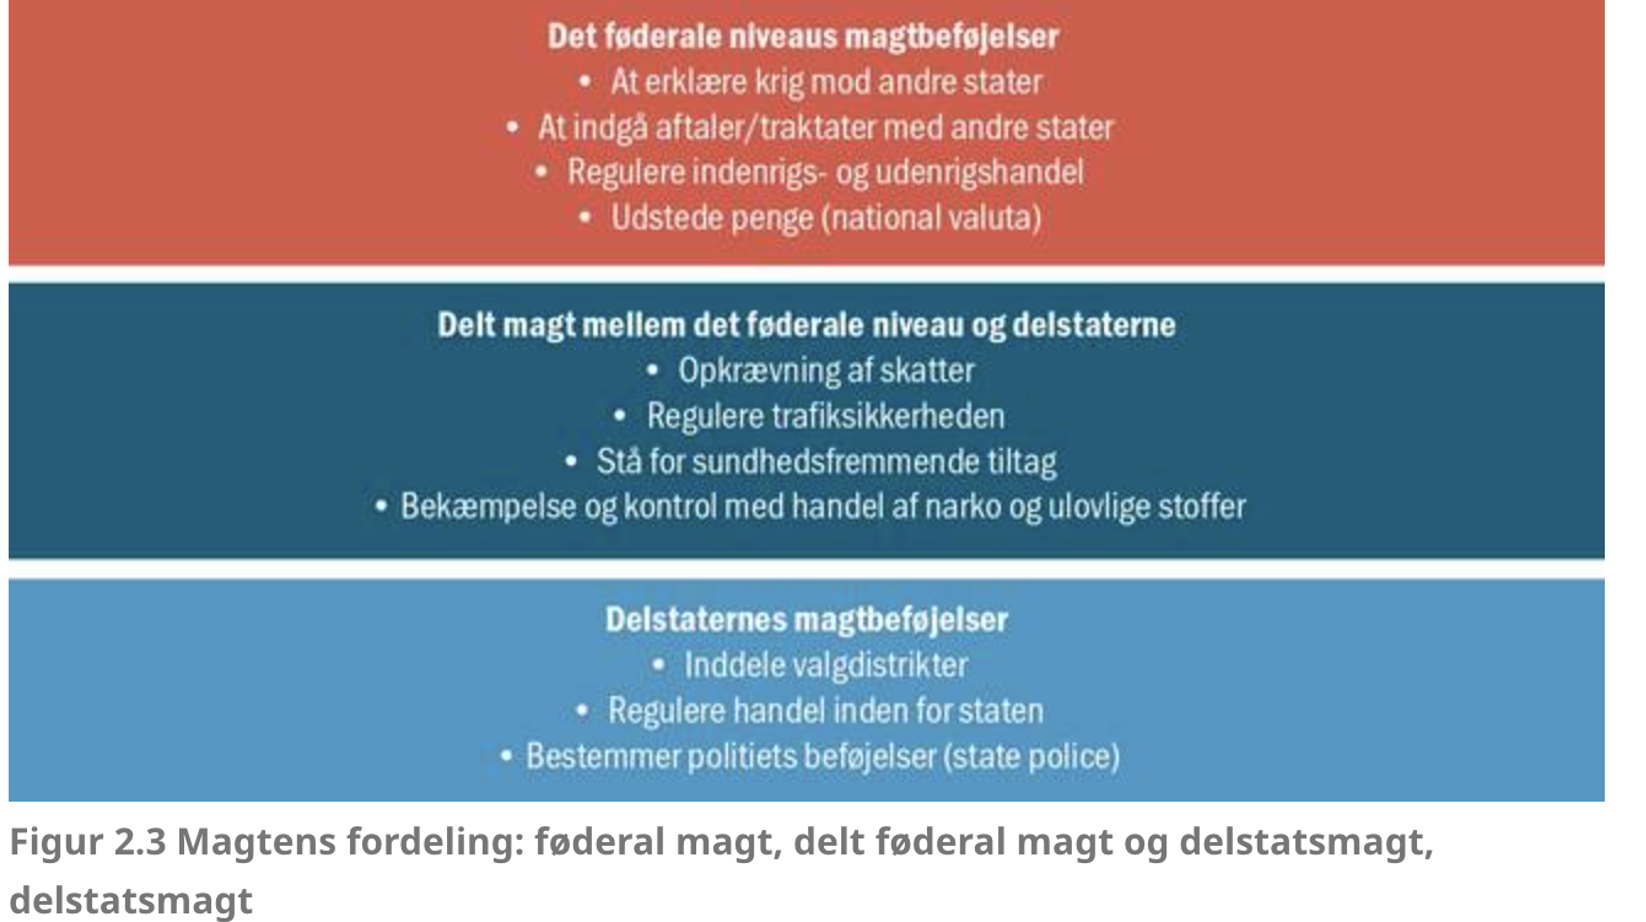 Det føderale niveaus magtbeføjelser
• At erklære krig mod andre stater
• At indgå aftaler/traktater med andre stater
• Regulere indenrigs- og udenrigshandel
• Udstede penge (national valuta)
Delt magt mellem det føderale niveau og delstaterne
• Opkrævning af skatter
• Regulere trafiksikkerheden
• Stå for sundhedsfremmende tiltag
• Bekæmpelse og kontrol med handel af narko og ulovlige stoffer
Delstaternes magtbeføjelser
• Inddele valgdistrikter
• Regulere handel inden for staten
• Bestemmer politiets beføjelser (state police)
Figur 2.3 Magtens fordeling: føderal magt, delt føderal magt og delstatsmagt,
delstatsmagt